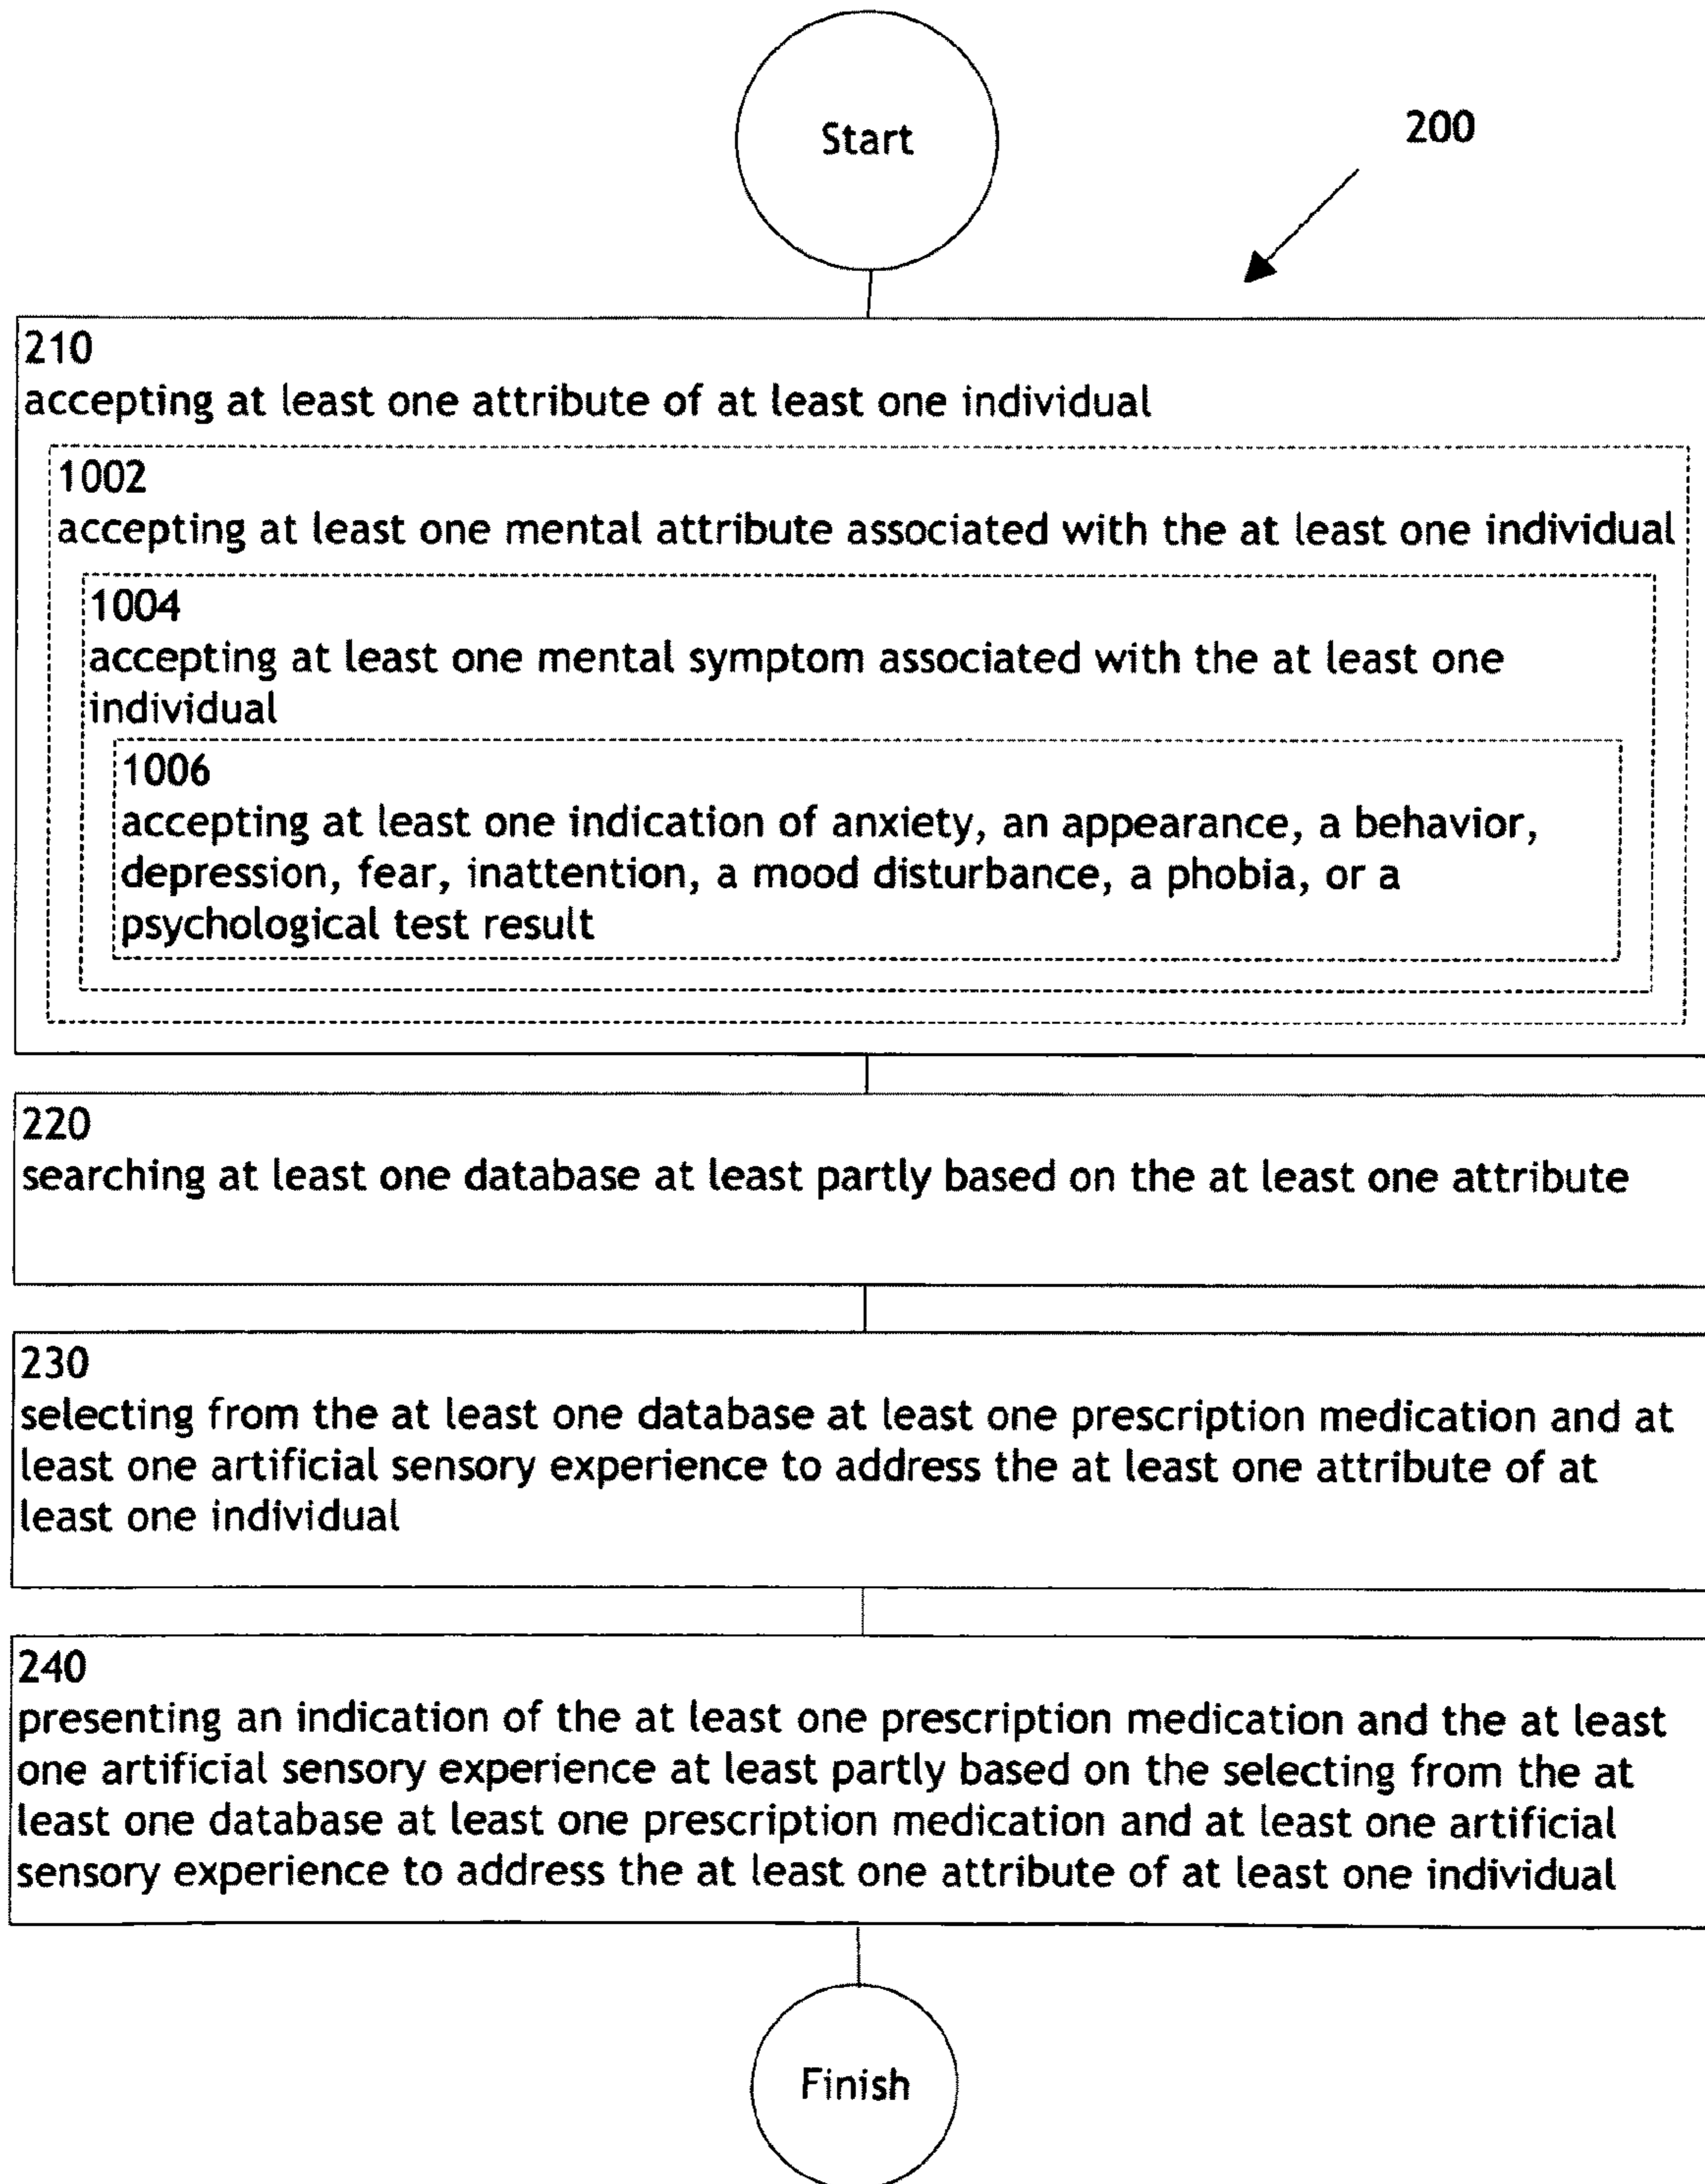 Start
200
210
accepting at least one attribute of at least one individual
1002
accepting at least one mental attribute associated with the at least one individual
1004
accepting at least one mental symptom associated with the at least one
individual
1006
accepting at least one indication of anxiety, an appearance, a behavior,
depression, fear, inattention, a mood disturbance, a phobia, or a
psychological test result
220
searching at least one database at least partly based on the at least one attribute
230
selecting from the at least one database at least one prescription medication and at
least one artificial sensory experience to address the at least one attribute of at
least one individual
240
presenting an indication of the at least one prescription medication and the at least
one artificial sensory experience at least partly based on the selecting from the at
least one database at least one prescription medication and at least one artificial
sensory experience to address the at least one attribute of at least one individual
Finish